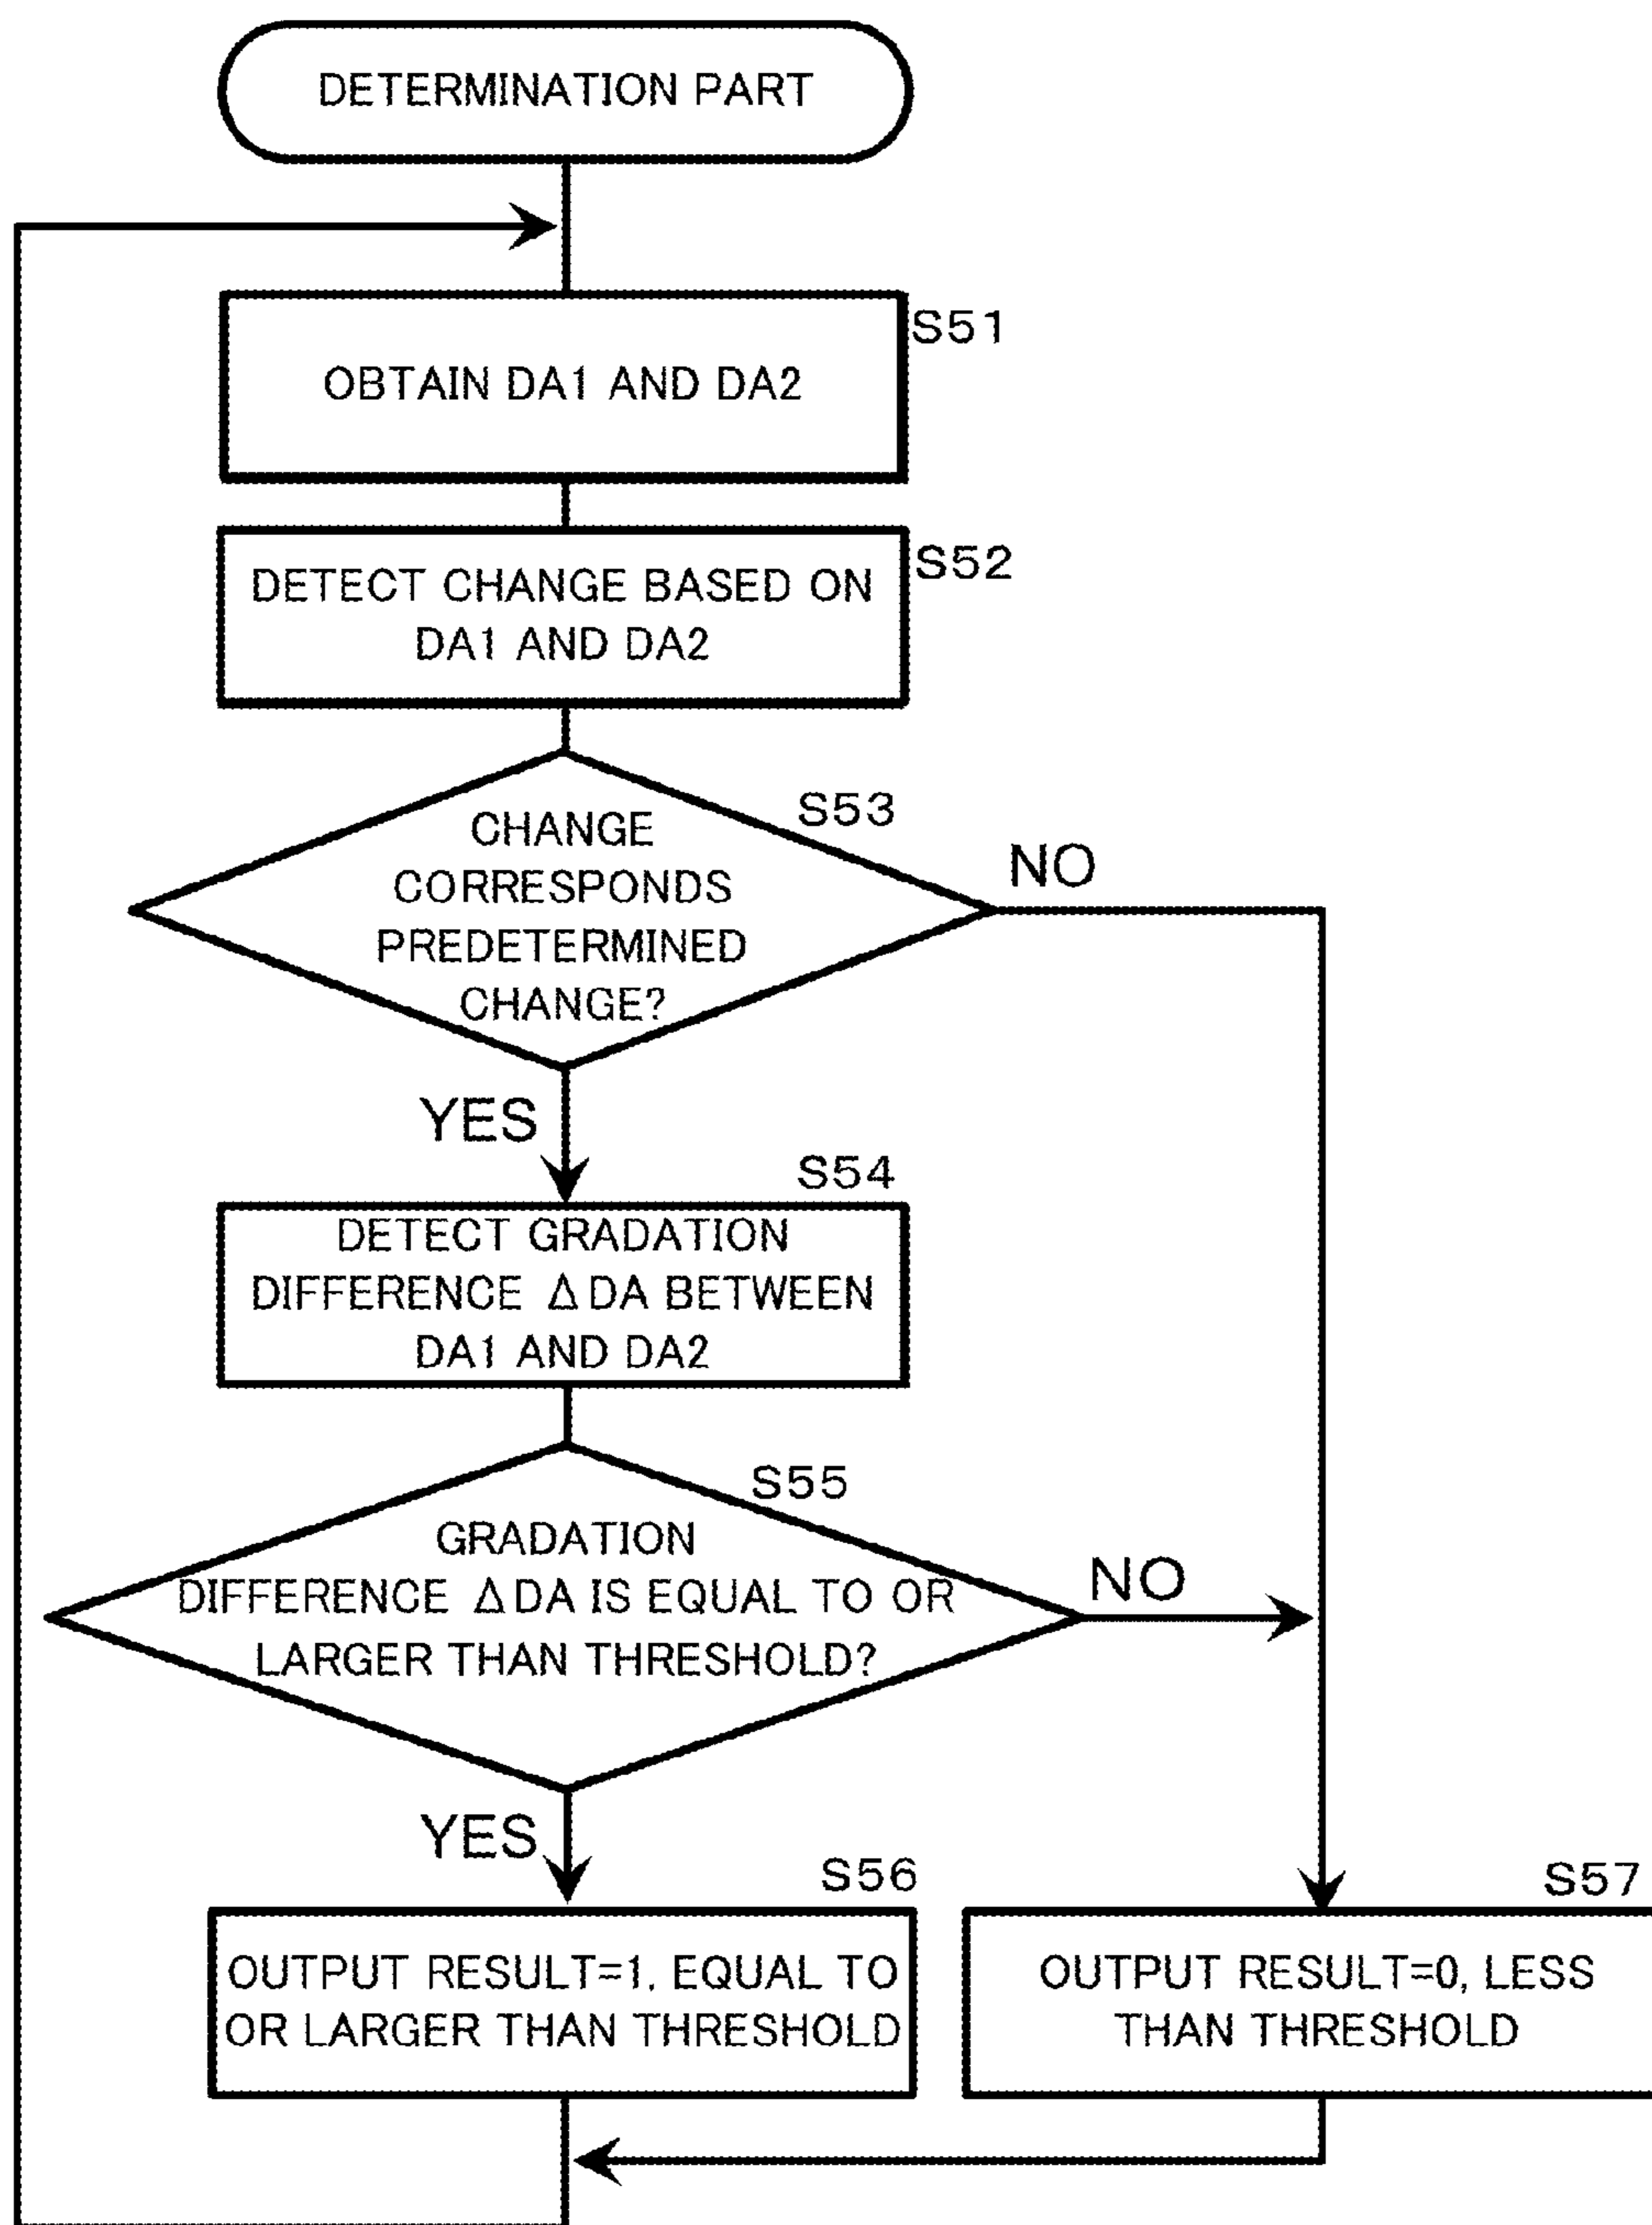 DETERMINATION PART
S51
OBTAIN DA1 AND DA2
S52
DETECT CHANGE BASED ON
DA1 AND DA2
S53
CHANGE
CORRESPONDS
PREDETERMINED
CHANGE?
NO
YES
S54
DETECT GRADATION
DIFFERENCE Δ DA BETWEEN
DA1 AND DA2
S55
GRADATION
DIFFERENCE Δ DA IS EQUAL TO OR
LARGER THAN THRESHOLD?
NO
YES
S56
OUTPUT RESULT=1, EQUAL TO
OR LARGER THAN THRESHOLD
S57
OUTPUT RESULT=0, LESS
THAN THRESHOLD